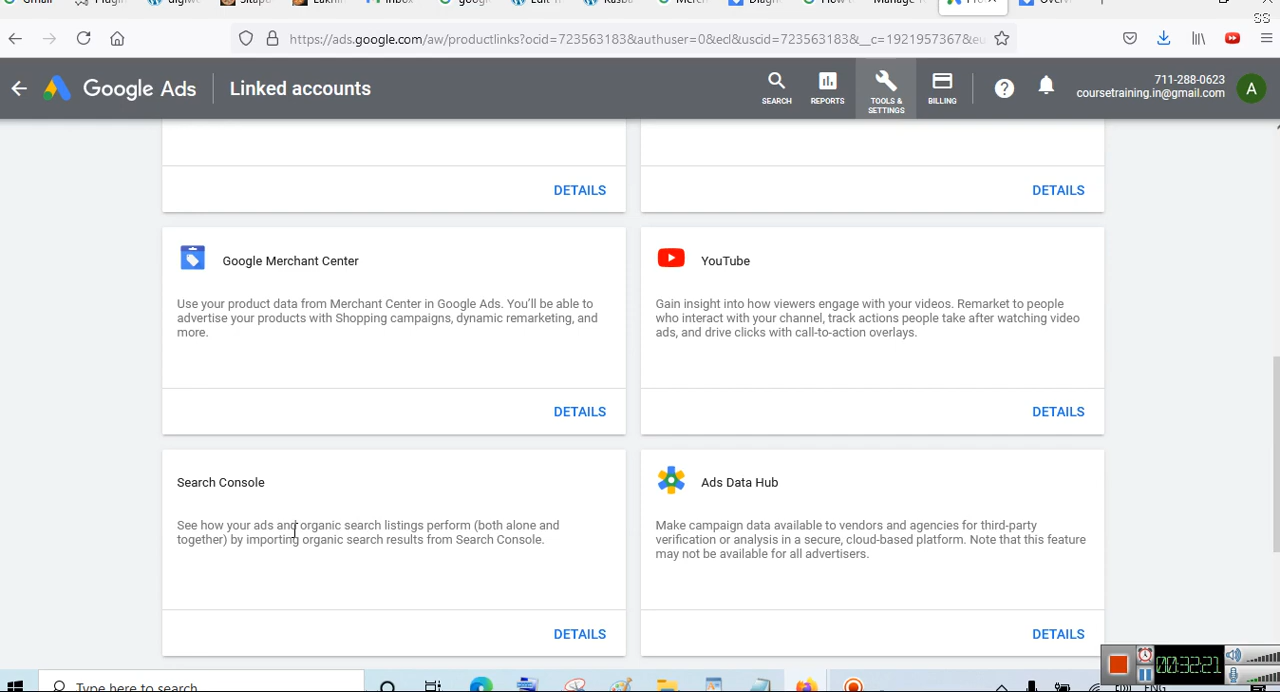 Gmail
Inbox
https://ads.google.com/aw/productlinks?ocid=723563183&authuser=0&ecl&uscid=723563183&__c=1921957367&eu
SS
Google Ads
Linked accounts
SEARCH
REPORTS
TOOLS &
SETTINGS
BILLING
711-288-0623
coursetraining.in@gmail.com
A
DETAILS
DETAILS
Google Merchant Center
Use your product data from Merchant Center in Google Ads. You'll be able to
advertise your products with Shopping campaigns, dynamic remarketing, and
more.
DETAILS
YouTube
Gain insight into how viewers engage with your videos. Remarket to people
who interact with your channel, track actions people take after watching video
ads, and drive clicks with call-to-action overlays.
DETAILS
Search Console
See how your ads and organic search listings perform (both alone and
together) by importing organic search results from Search Console.
DETAILS
Ads Data Hub
Make campaign data available to vendors and agencies for third-party
verification or analysis in a secure, cloud-based platform. Note that this feature
may not be available for all advertisers.
DETAILS
00:32:21
Type here to search
ENG